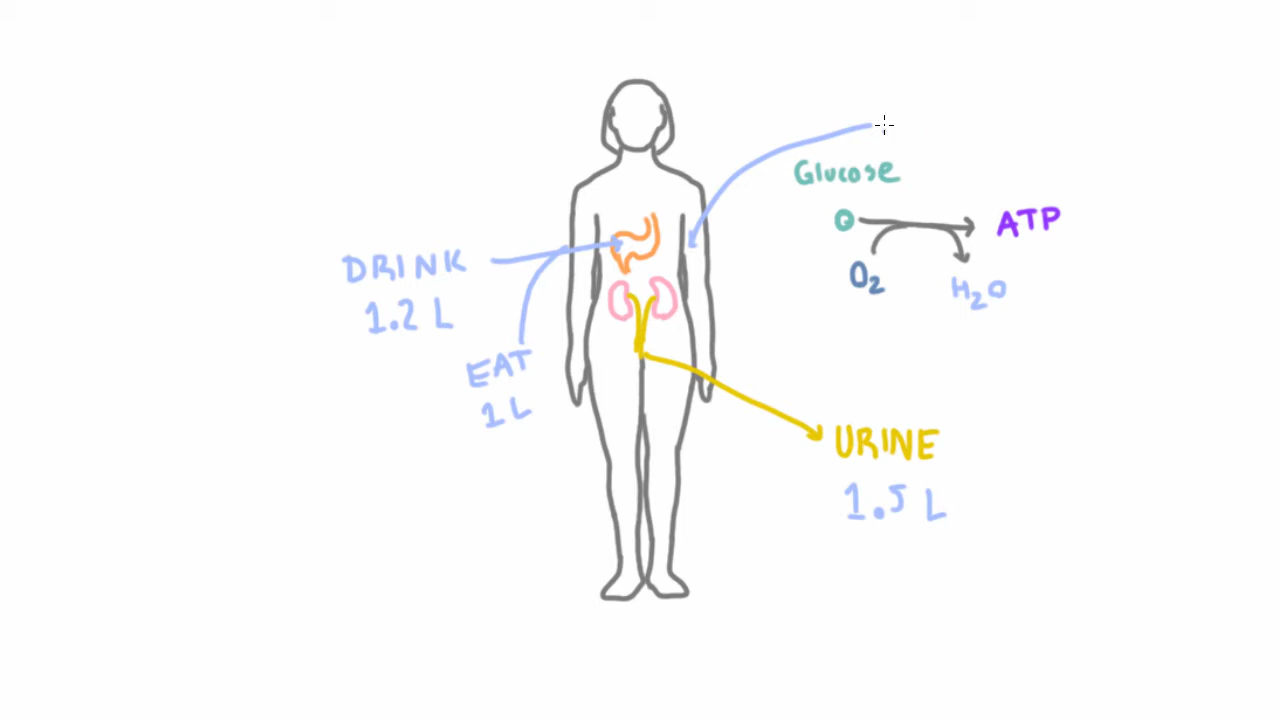 Glucose
ATP
O2
H2O
DRINK
1.2 L
EAT
1 L
URINE
1.5 L